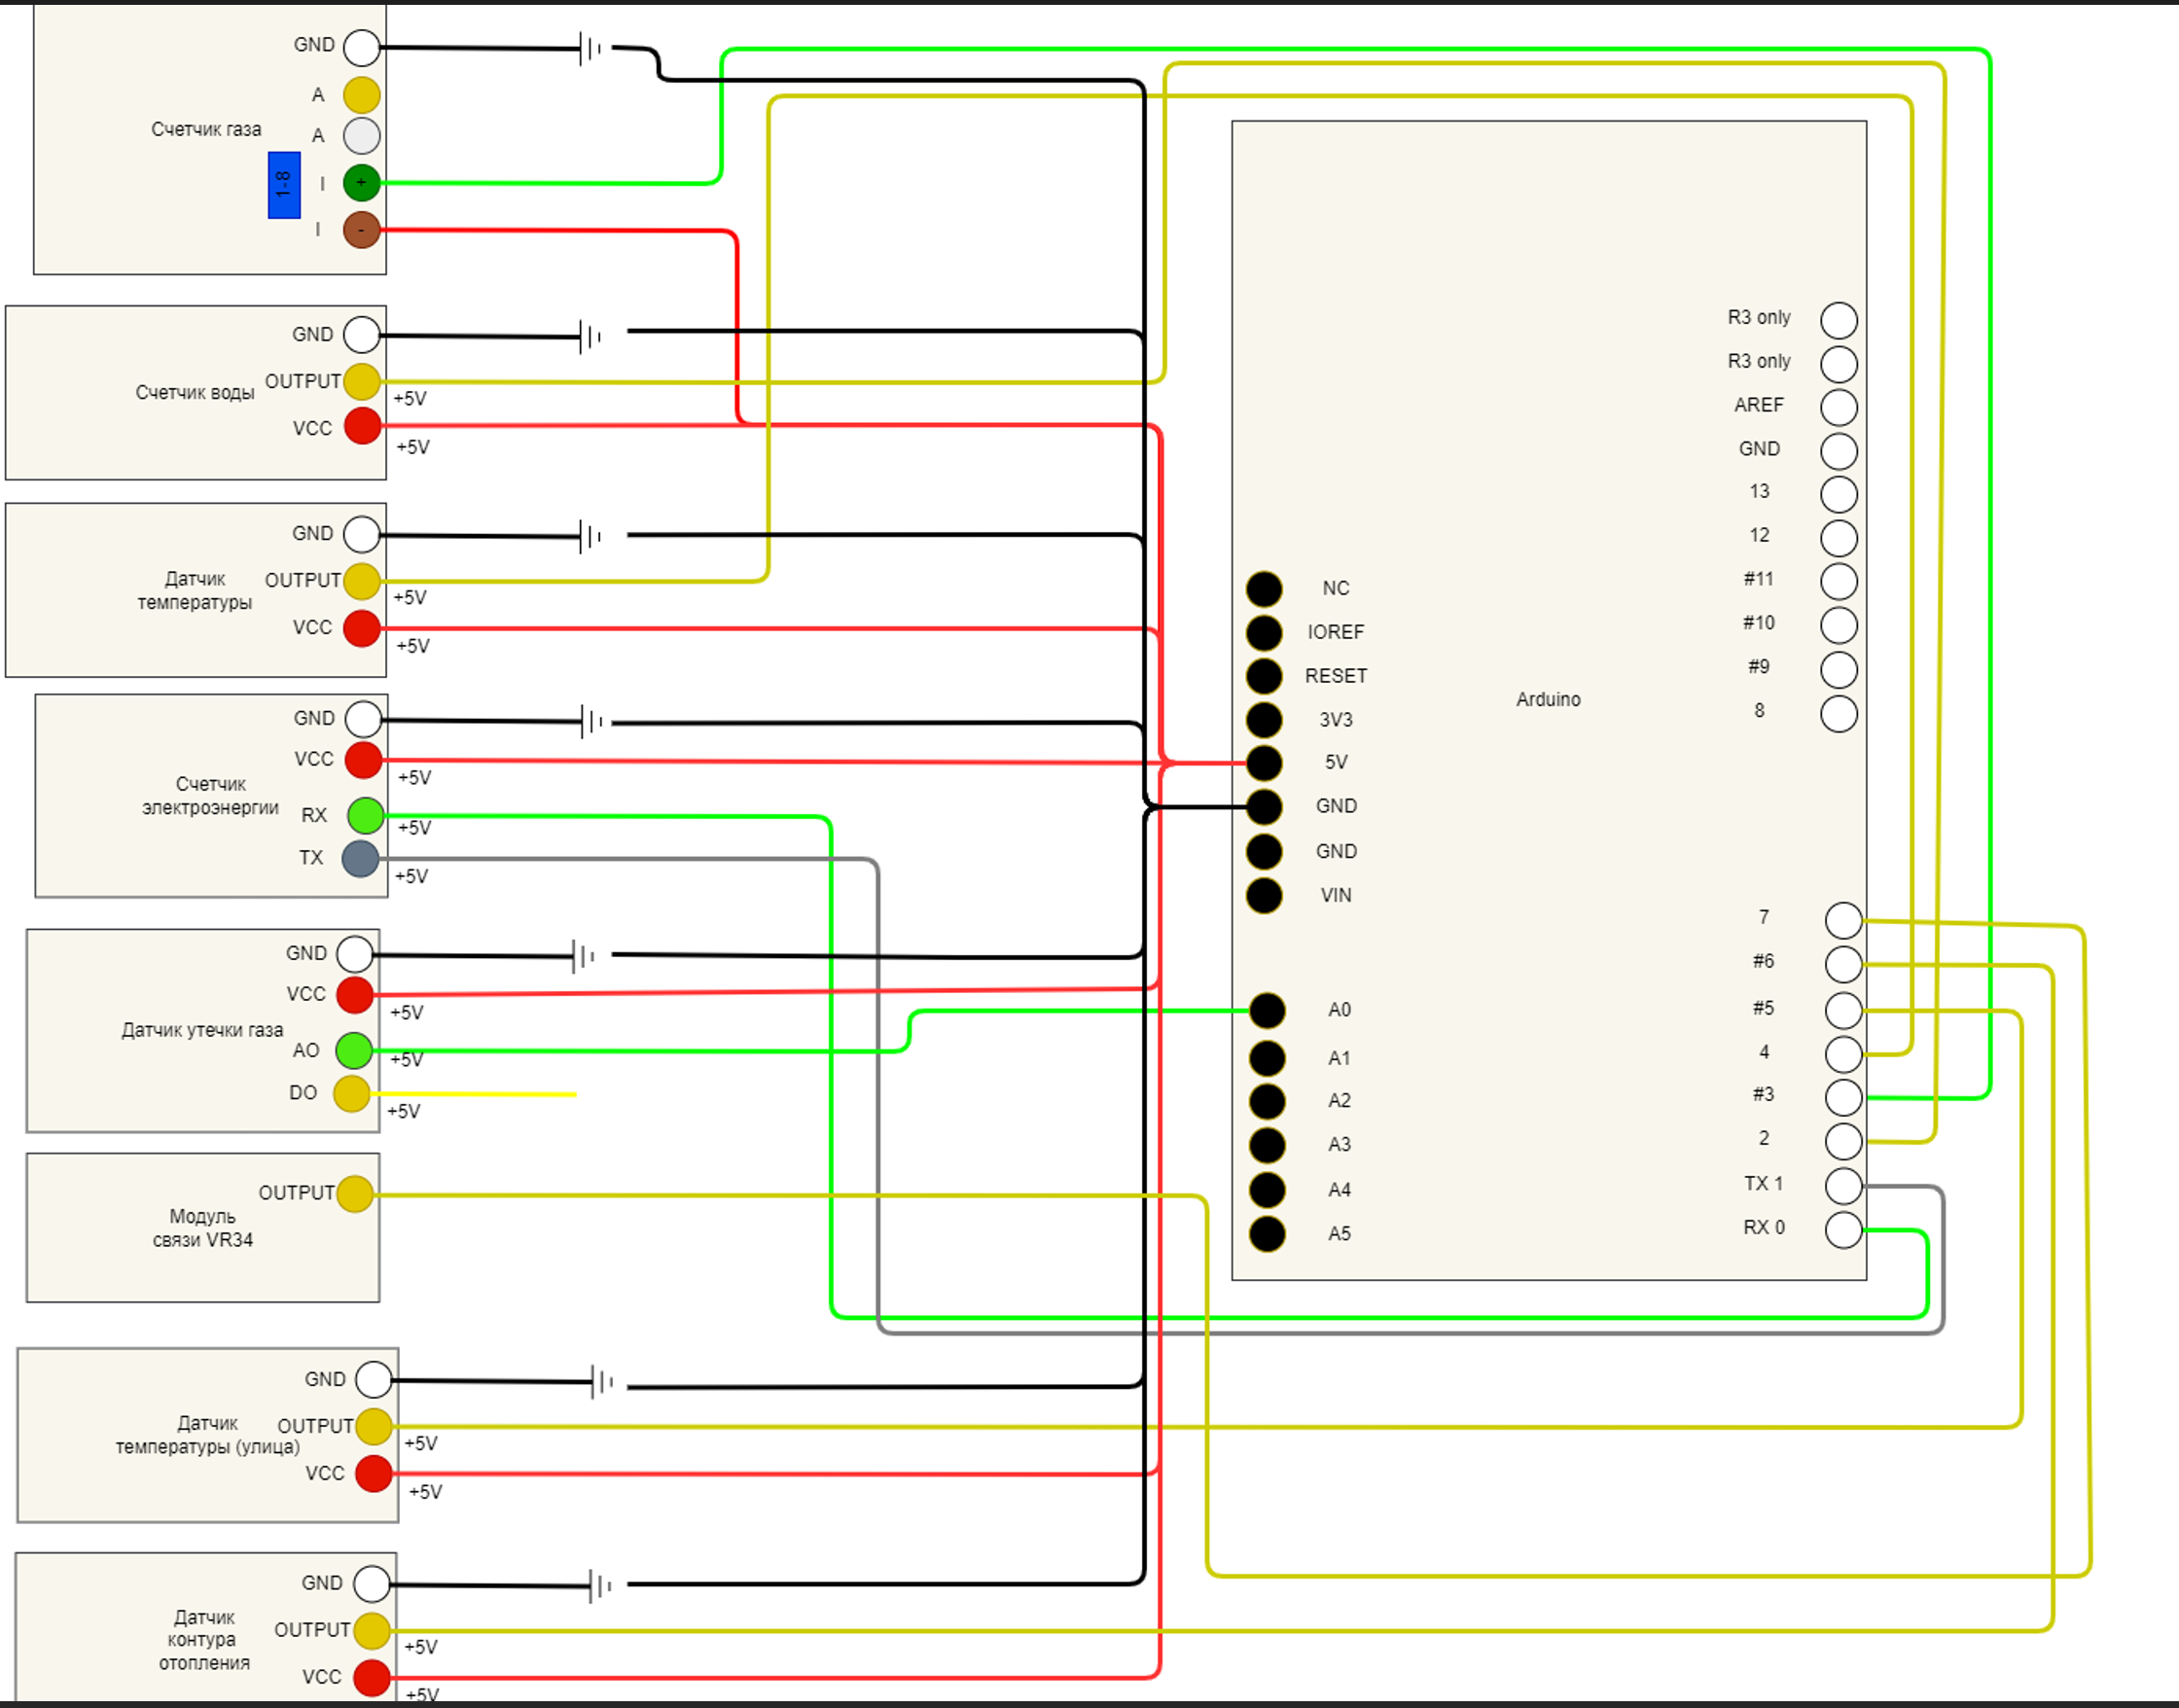 GND
A
Счетчик газа
A
1-8
I
+
I
-
GND
Счетчик воды
OUTPUT
+5V
VCC
+5V
GND
Датчик
температуры
OUTPUT
+5V
VCC
+5V
GND
VCC
+5V
Счетчик
электроэнергии
RX
+5V
TX
+5V
GND
VCC
+5V
Датчик утечки газа
AO
+5V
DO
+5V
OUTPUT
Модуль
связи VR34
GND
Датчик
температуры (улица)
OUTPUT
+5V
VCC
+5V
GND
Датчик
контура
отопления
OUTPUT
+5V
VCC
+5V
Arduino
NC
IOREF
RESET
3V3
5V
GND
GND
VIN
A0
A1
A2
A3
A4
A5
R3 only
R3 only
AREF
GND
13
12
#11
#10
#9
8
7
#6
#5
4
#3
2
TX 1
RX 0